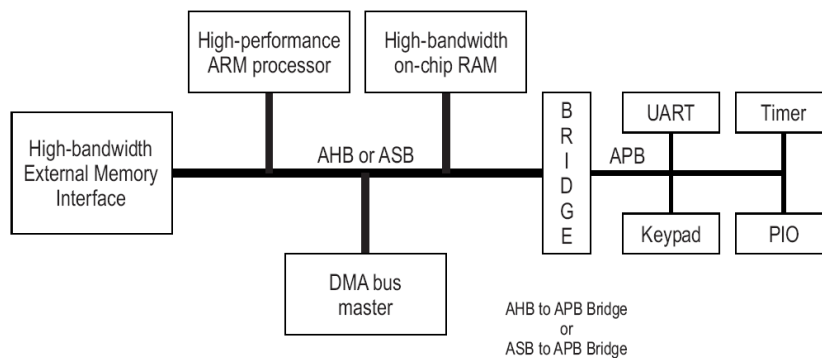 High-performance
ARM processor
High-bandwidth
on-chip RAM
High-bandwidth
External Memory
Interface
AHB or ASB
B
R
I
D
G
E
APB
UART
Timer
Keypad
PIO
DMA bus
master
AHB to APB Bridge
or
ASB to APB Bridge